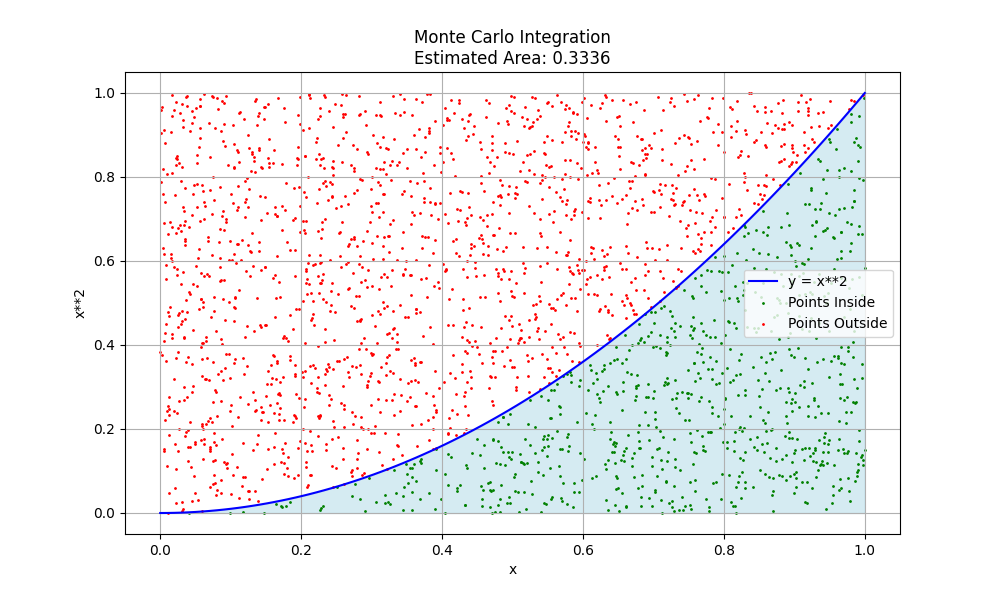 Monte Carlo Integration
Estimated Area: 0.3336
1.0
0.8
0.6
0.4
0.2
0.0
x**2
y = x**2
Points Inside
Points Outside
0.0 0.2 0.4 0.6 0.8 1.0
x